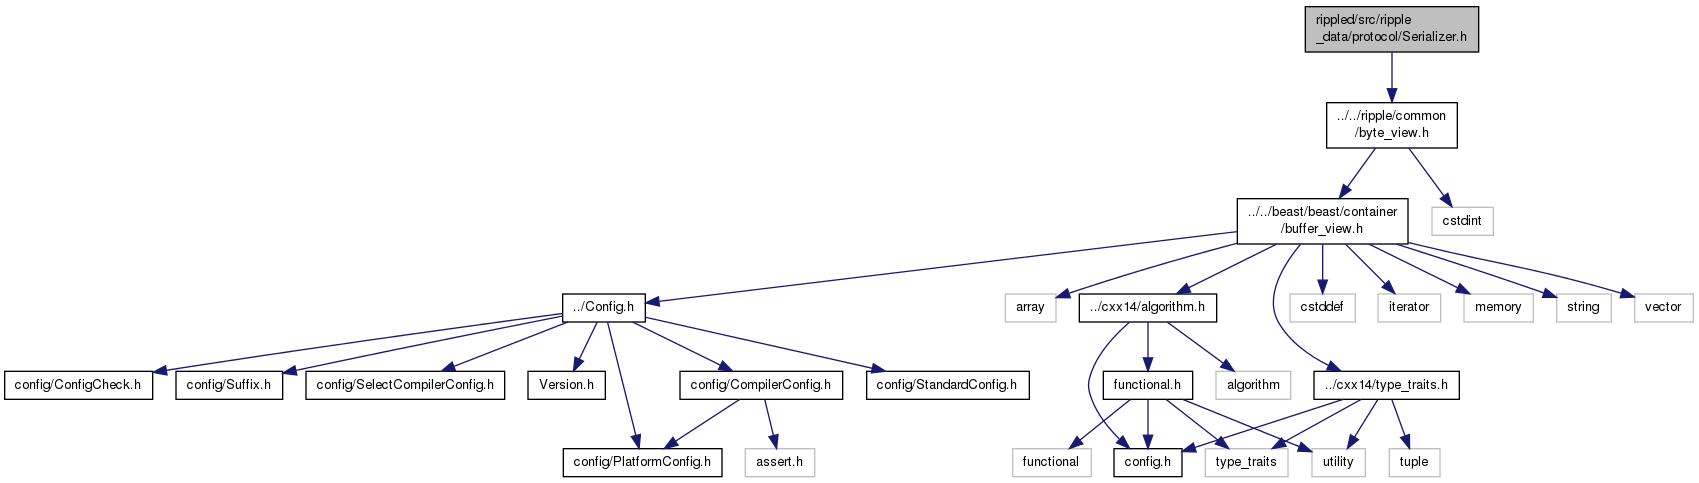 rippled/src/ripple
_data/protocol/Serializer.h
../../ripple/common
/byte_view.h
../../beast/beast/container
/buffer_view.h
cstdint
../Config.h
array
../cxx14/algorithm.h
cstddef
iterator
memory
string
vector
config/ConfigCheck.h
config/Suffix.h
config/SelectCompilerConfig.h
Version.h
config/CompilerConfig.h
config/StandardConfig.h
functional.h
algorithm
../cxx14/type_traits.h
config/PlatformConfig.h
assert.h
functional
config.h
type_traits
utility
tuple